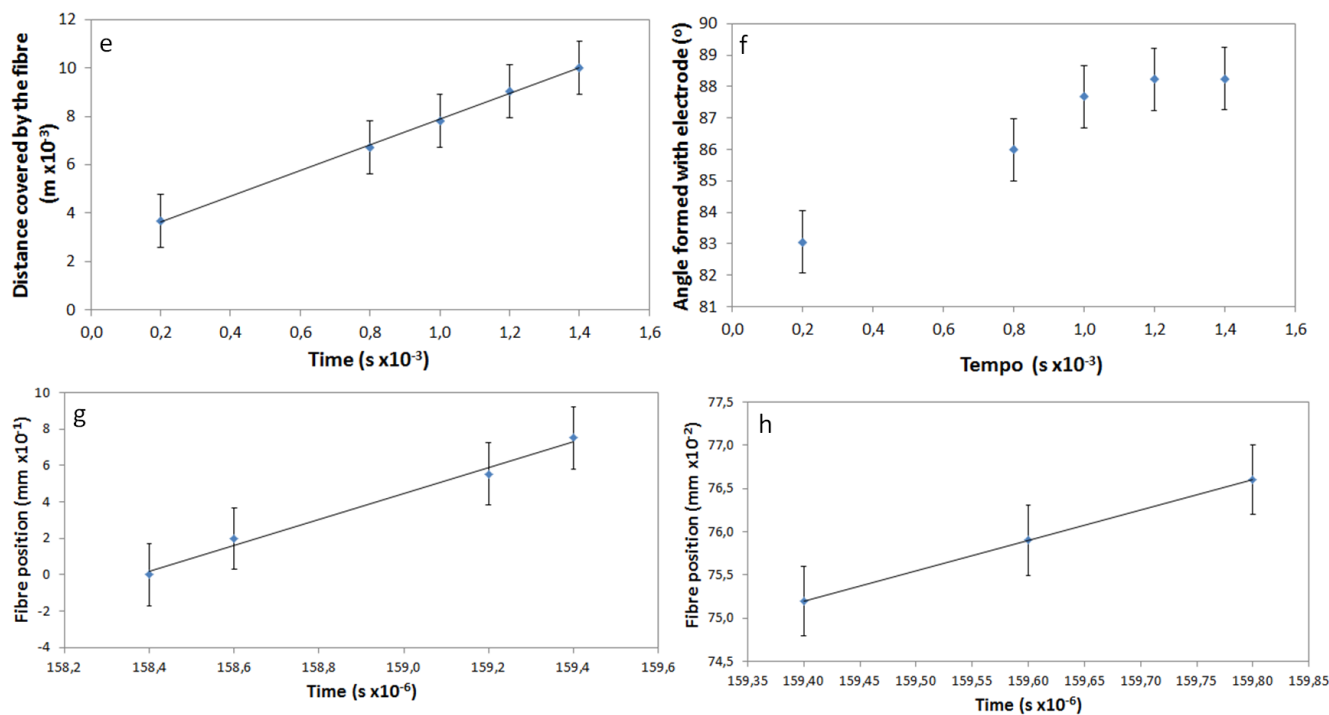 e
Distance covered by the fibre
(m x10⁻³)
12
10
8
6
4
2
0
0,0 0,2 0,4 0,6 0,8 1,0 1,2 1,4 1,6
Time (s x10⁻³)
f
Angle formed with electrode (º)
90
89
88
87
86
85
84
83
82
81
0,0 0,2 0,4 0,6 0,8 1,0 1,2 1,4 1,6
Tempo (s x10⁻³)
g
Fibre position (mm x10⁻¹)
10
8
6
4
2
0
-2
-4
158,2 158,4 158,6 158,8 159,0 159,2 159,4 159,6
Time (s x10⁻⁶)
h
Fibre position (mm x10⁻²)
77,5
77,0
76,5
76,0
75,5
75,0
74,5
159,35 159,40 159,45 159,50 159,55 159,60 159,65 159,70 159,75 159,80 159,85
Time (s x10⁻⁶)